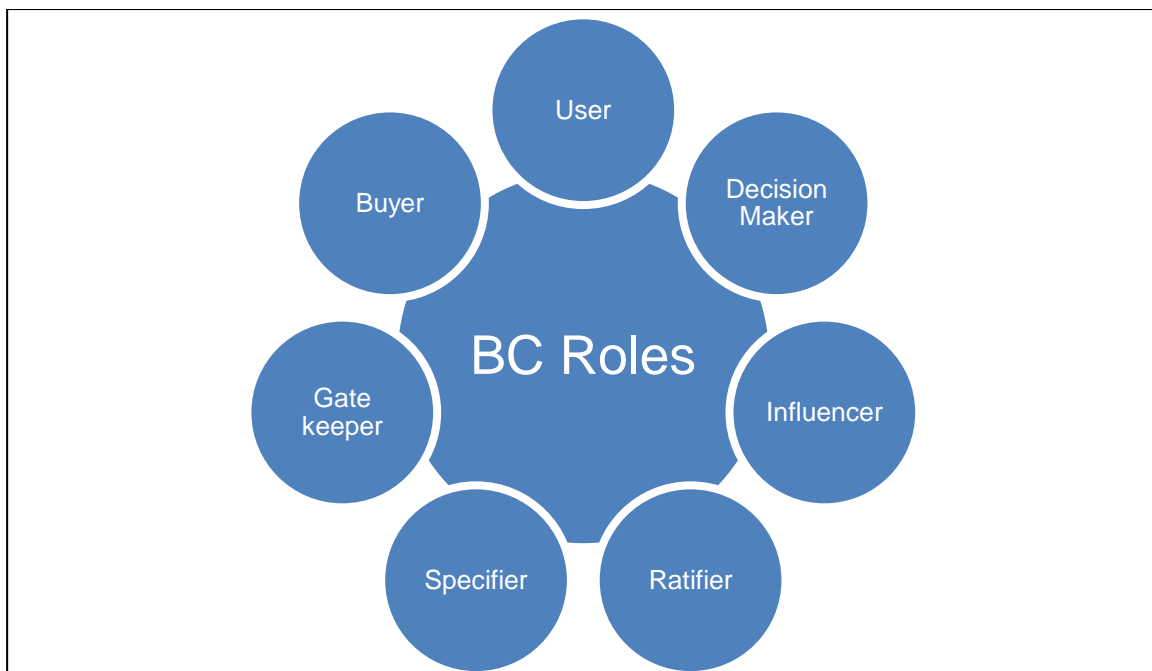 User
Decision
Maker
Buyer
BC Roles
Influencer
Gate
keeper
Specifier
Ratifier